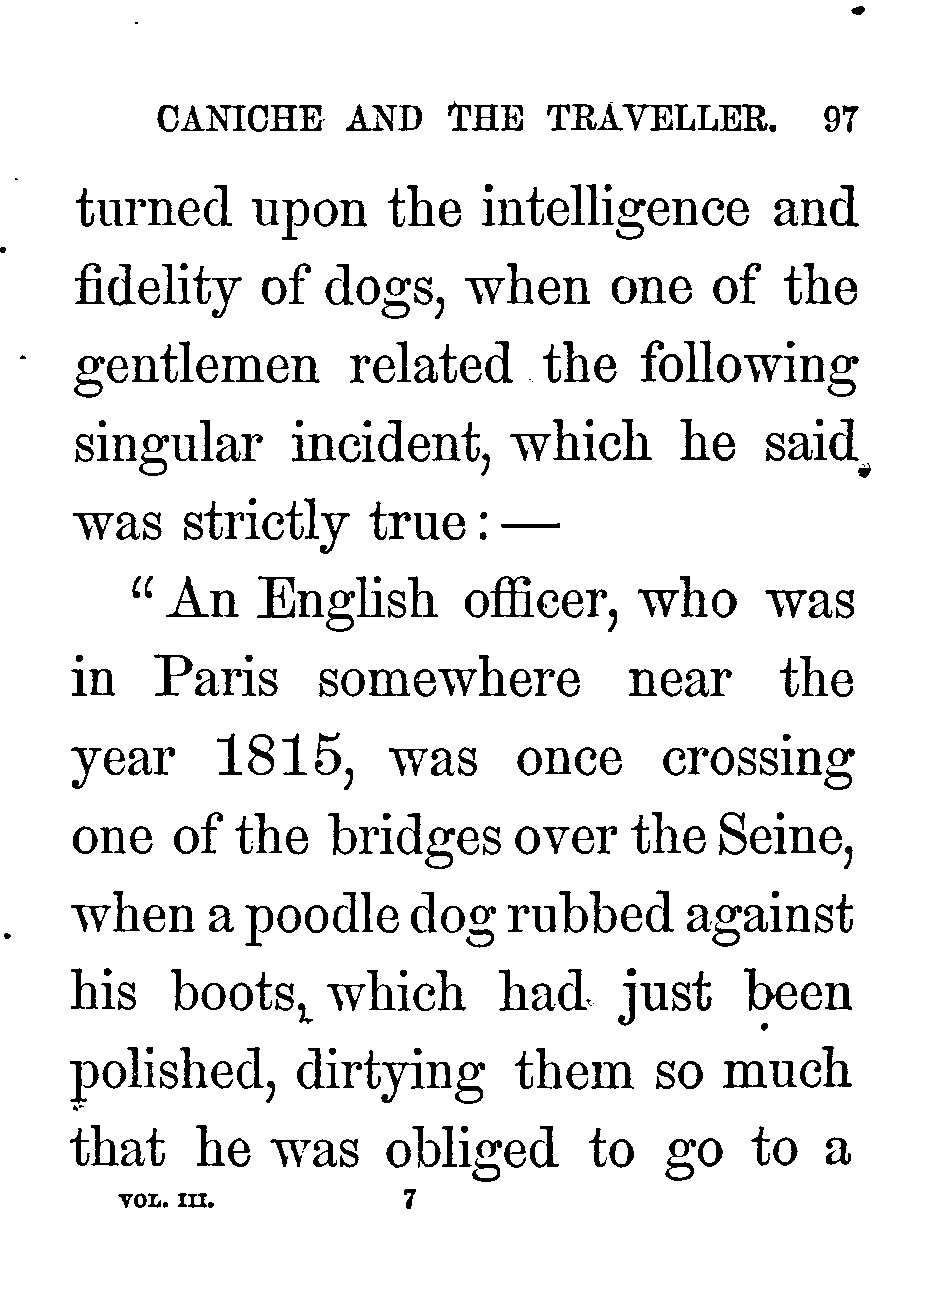 CANICHE AND THE TRAVELLER. 97
turned upon the intelligence and
fidelity of dogs, when one of the
gentlemen related the following
singular incident, which he said
was strictly true: —
“An English officer, who was
in Paris somewhere near the
year 1815, was once crossing
one of the bridges over the Seine,
when a poodle dog rubbed against
his boots, which had just been
polished, dirtying them so much
that he was obliged to go to a
VOL. III. 7